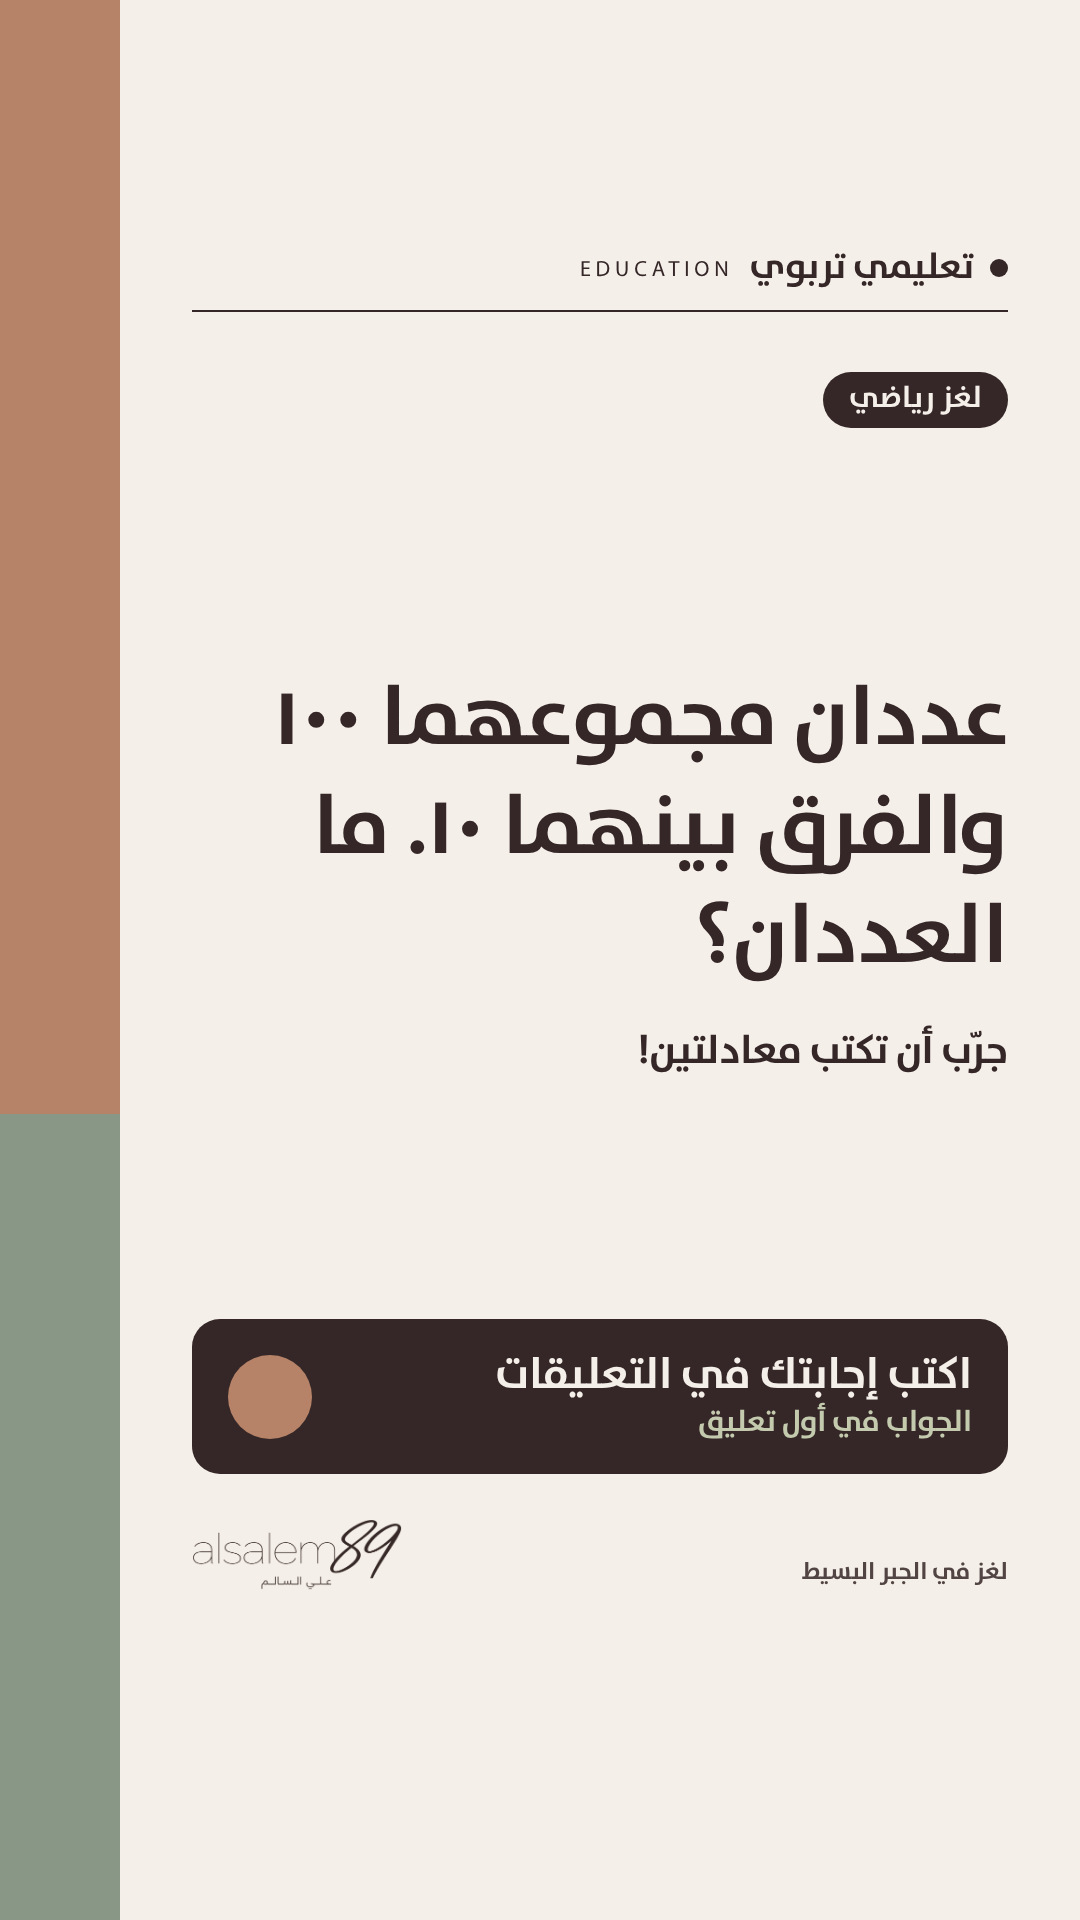 تعليمي تربوي EDUCATION
لغز رياضي
عددان مجموعهما ١٠٠
والفرق بينهما ١٠. ما
العددان؟
جرّب أن تكتب معادلتين!
اكتب إجابتك في التعليقات
الجواب في أول تعليق
لغز في الجبر البسيط
alsalem89
علي السالم